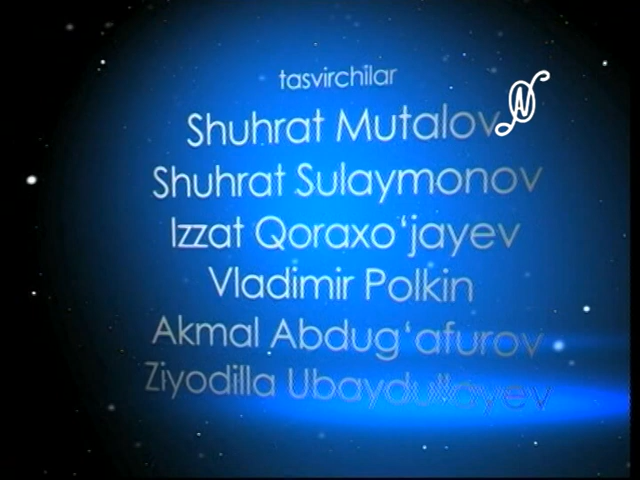 tasvirchilar
Shuhrat Mutalov
Shuhrat Sulaymonov
Izzat Qoraxo‘jayev
Vladimir Polkin
Akmal Abdug‘afurov
Ziyodilla Ubaydullayev